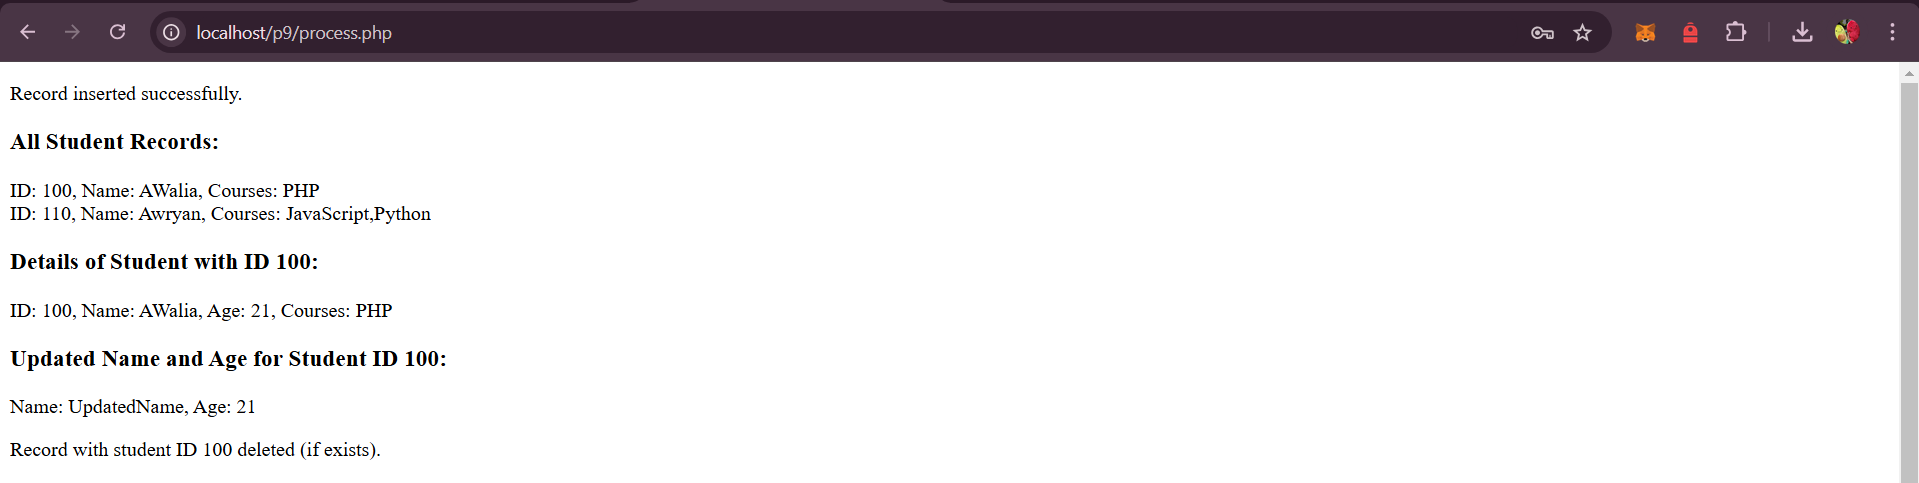 localhost/p9/process.php
Record inserted successfully.
All Student Records:
ID: 100, Name: AWalia, Courses: PHP
ID: 110, Name: Awryan, Courses: JavaScript,Python
Details of Student with ID 100:
ID: 100, Name: AWalia, Age: 21, Courses: PHP
Updated Name and Age for Student ID 100:
Name: UpdatedName, Age: 21
Record with student ID 100 deleted (if exists).